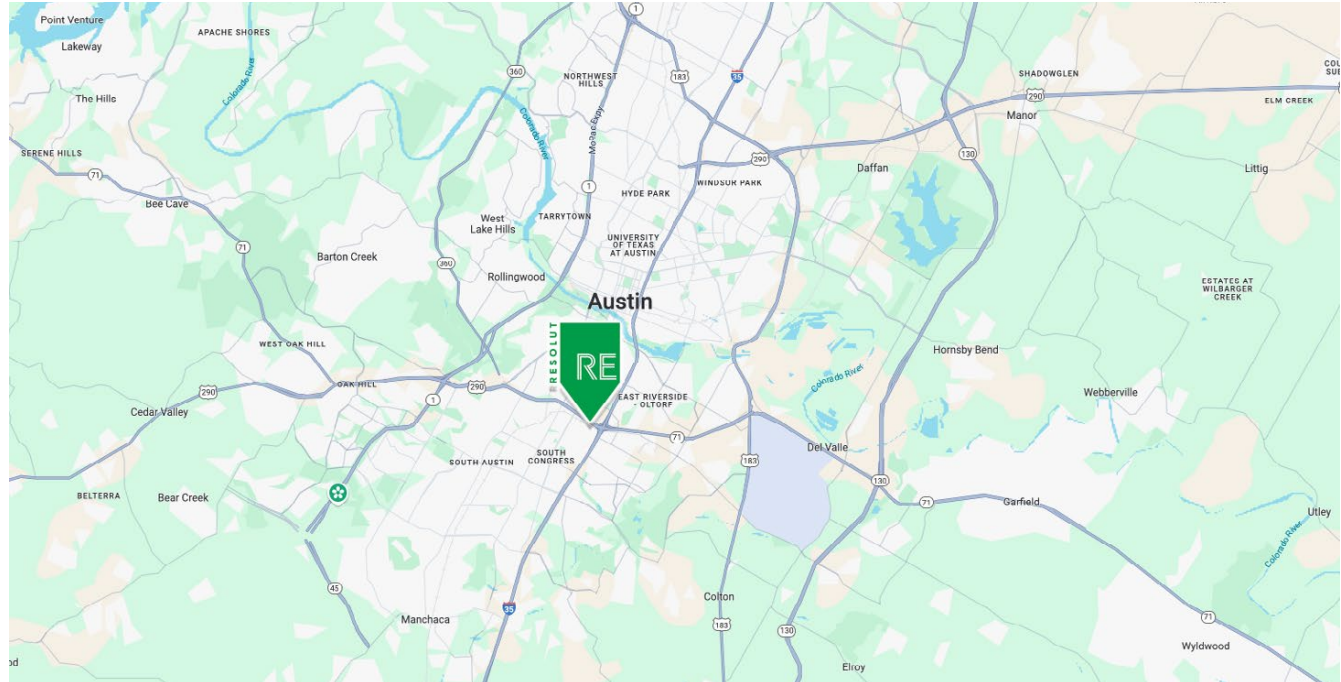 Point Venture
Lakeway
APACHE SHORES
Colorado River
The Hills
SERENE HILLS
71
Bee Cave
71
360
NORTHWEST
HILLS
1
183
35
Colorado River
MoPac Expy
1
290
HYDE PARK
WINDSUR PARK
SHADOWGLEN
290
Manor
ELM CREEK
130
Daffan
Littig
TARRYTOWN
West
Lake Hills
UNIVERSITY
OF TEXAS
AT AUSTIN
Barton Creek
360
Rollingwood
Austin
ESTATES AT
WILBARGER
CREEK
WEST OAK HILL
RESOLUT
RE
Hornsby Bend
Colorado River
290
OAK HILL
290
1
Cedar Valley
EAST RIVERSIDE
- OLTORF
Webberville
71
SOUTH AUSTIN
SOUTH
CONGRESS
183
Del Valle
130
71
BELTERRA
Bear Creek
Garfield
Utley
Colorado River
45
Manchaca
35
Colton
183
130
Elroy
71
Wyldwood